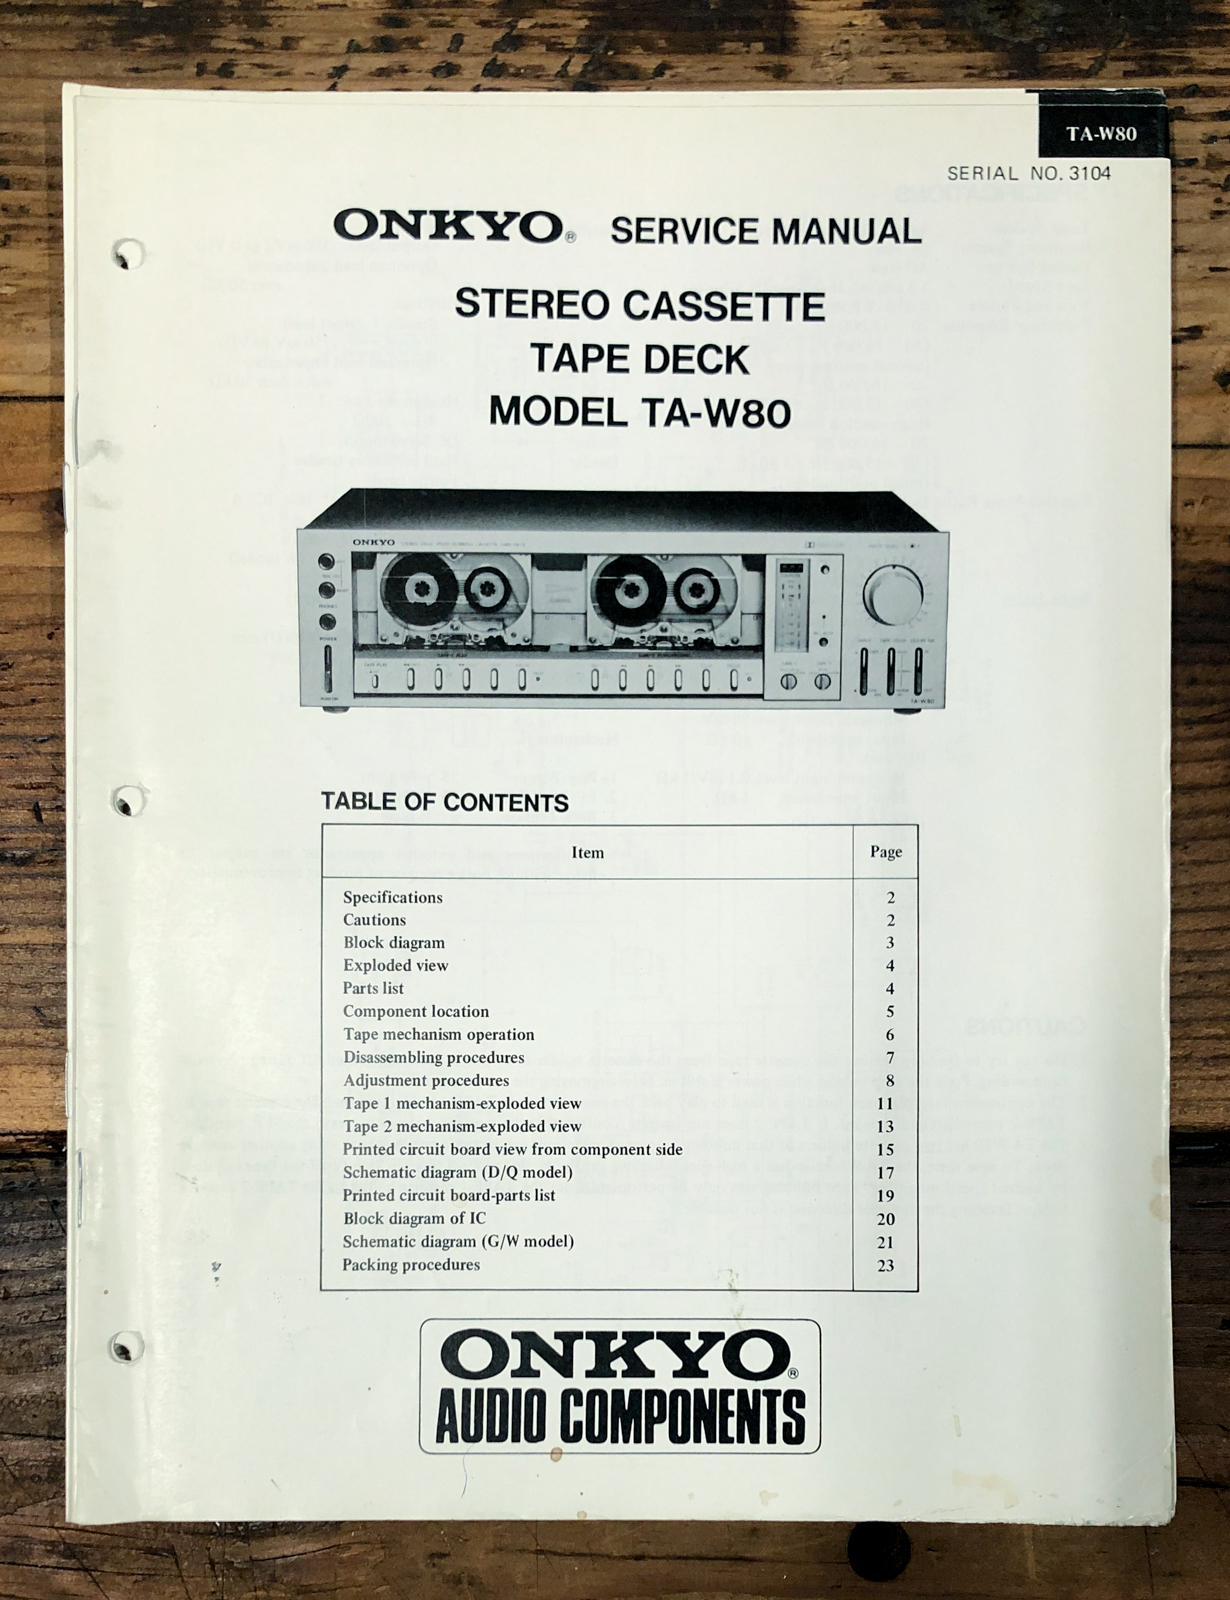 TA-W80
SERIAL NO. 3104
ONKYO® SERVICE MANUAL
STEREO CASSETTE
TAPE DECK
MODEL TA-W80
ONKYO
POWER
TA-W80
TABLE OF CONTENTS
Item Page
Specifications 2
Cautions 2
Block diagram 3
Exploded view 4
Parts list 4
Component location 5
Tape mechanism operation 6
Disassembling procedures 7
Adjustment procedures 8
Tape 1 mechanism-exploded view 11
Tape 2 mechanism-exploded view 13
Printed circuit board view from component side 15
Schematic diagram (D/Q model) 17
Printed circuit board-parts list 19
Block diagram of IC 20
Schematic diagram (G/W model) 21
Packing procedures 23
ONKYO®
AUDIO COMPONENTS